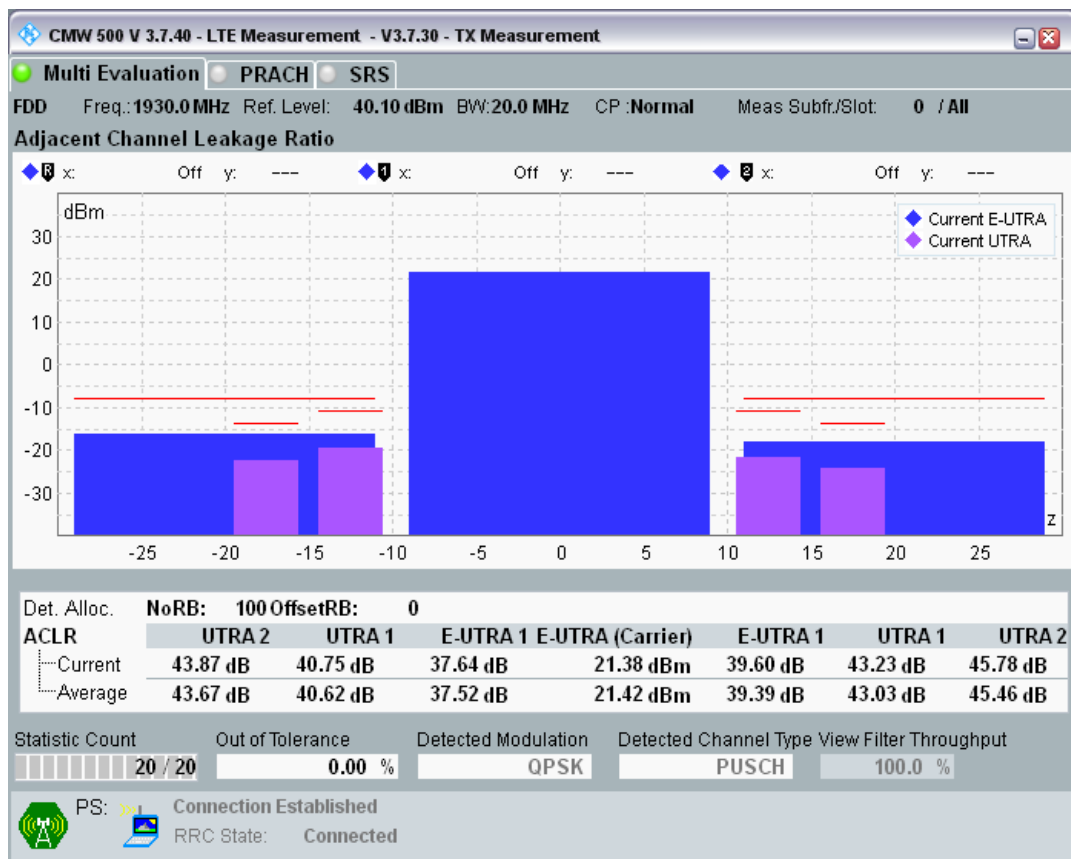 CMW 500 V 3.7.40 - LTE Measurement - V3.7.30 - TX Measurement
Multi Evaluation PRACH SRS
FDD Freq.:1930.0 MHz Ref. Level: 40.10 dBm BW:20.0 MHz CP :Normal Meas Subfr./Slot: 0 / All
Adjacent Channel Leakage Ratio
R x: Off y: --- 1 x: Off y: --- 2 x: Off y: ---
dBm
Current E-UTRA
Current UTRA
30
20
10
0
-10
-20
-30
z
-25 -20 -15 -10 -5 0 5 10 15 20 25
Det. Alloc. NoRB: 100 OffsetRB: 0
ACLR UTRA 2 UTRA 1 E-UTRA 1 E-UTRA (Carrier) E-UTRA 1 UTRA 1 UTRA 2
Current 43.87 dB 40.75 dB 37.64 dB 21.38 dBm 39.60 dB 43.23 dB 45.78 dB
Average 43.67 dB 40.62 dB 37.52 dB 21.42 dBm 39.39 dB 43.03 dB 45.46 dB
Statistic Count Out of Tolerance Detected Modulation Detected Channel Type View Filter Throughput
20 / 20 0.00 % QPSK PUSCH 100.0 %
PS: Connection Established
RRC State: Connected